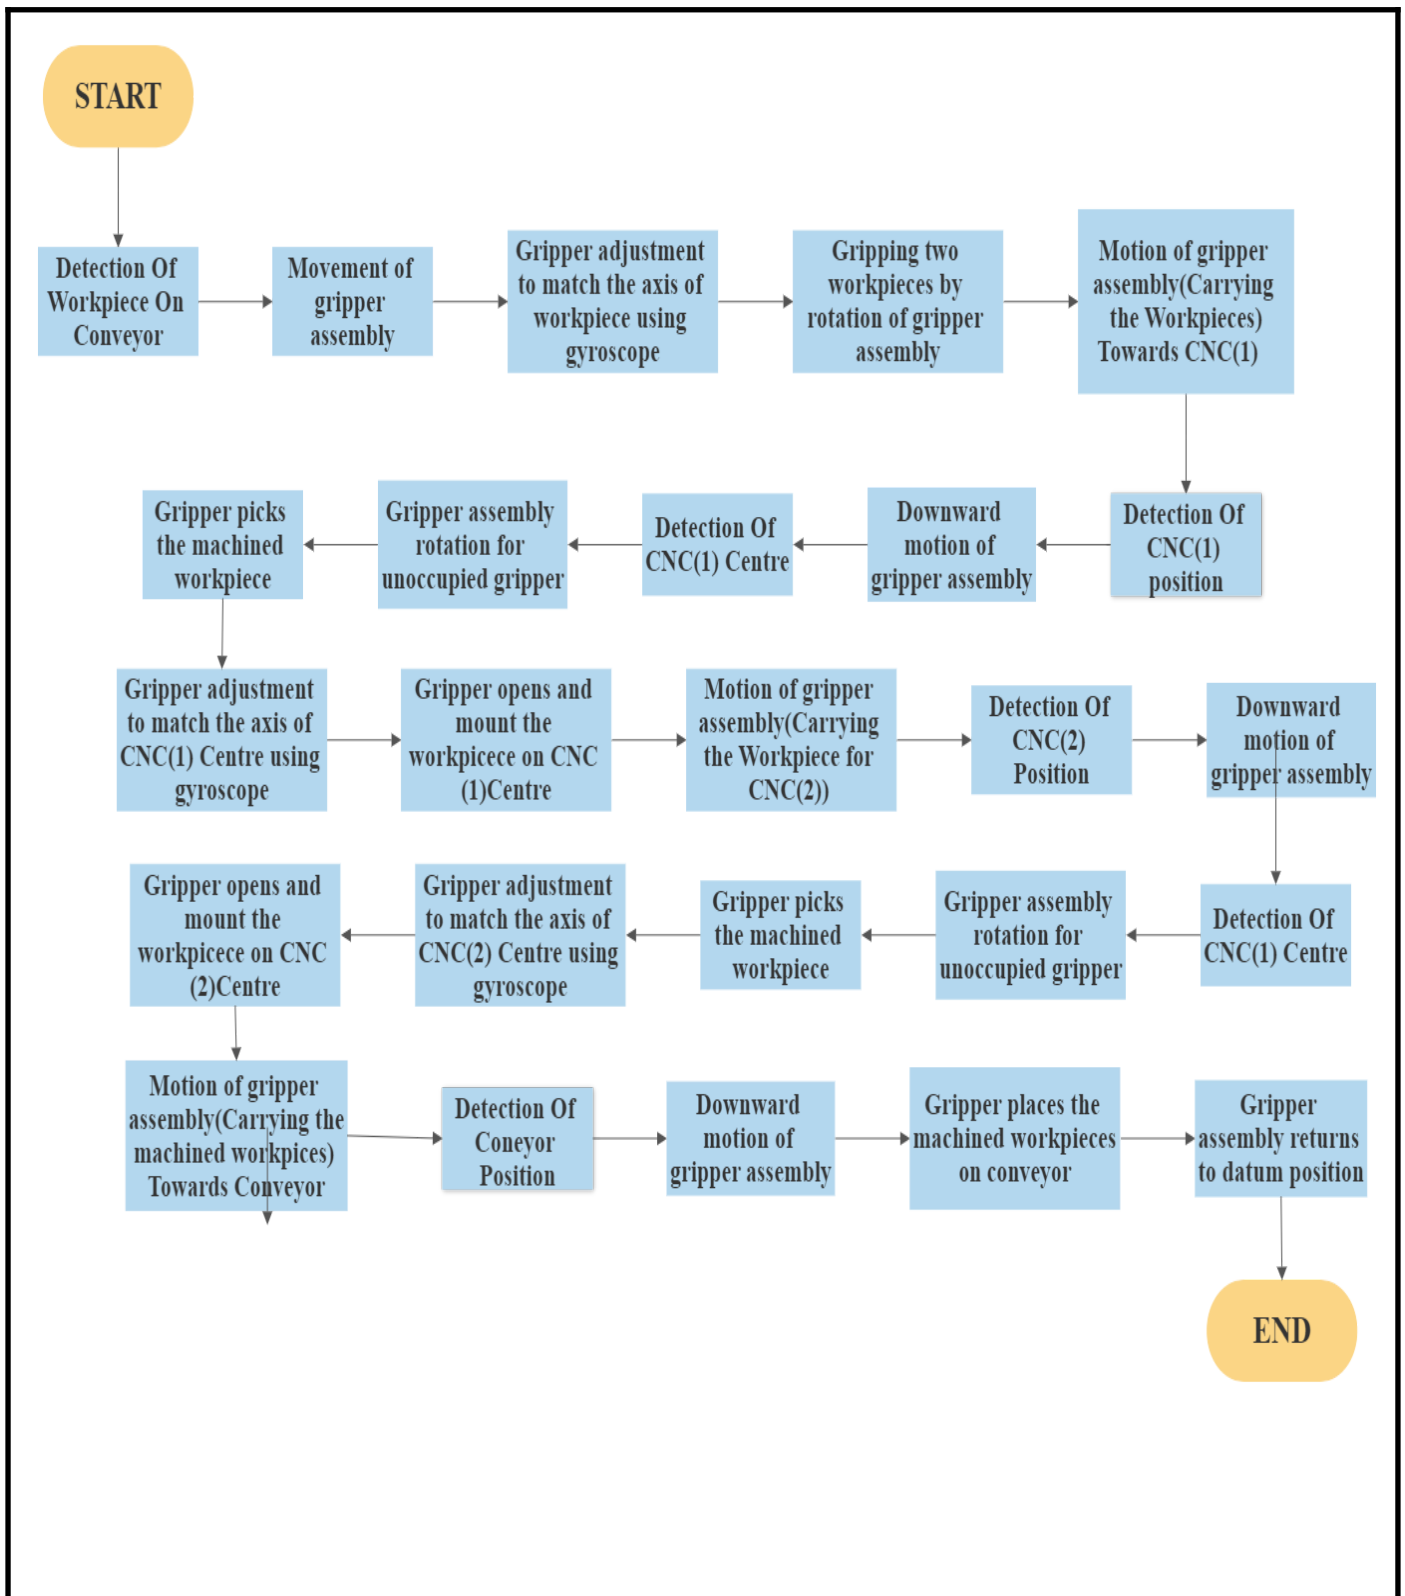 START
Detection Of
Workpiece On
Conveyor
Movement of
gripper
assembly
Gripper adjustment
to match the axis of
workpiece using
gyroscope
Gripping two
workpieces by
rotation of gripper
assembly
Motion of gripper
assembly(Carrying
the Workpieces)
Towards CNC(1)
Detection Of
CNC(1)
position
Downward
motion of
gripper assembly
Detection Of
CNC(1) Centre
Gripper assembly
rotation for
unoccupied gripper
Gripper picks
the machined
workpiece
Gripper adjustment
to match the axis of
CNC(1) Centre using
gyroscope
Gripper opens and
mount the
workpicece on CNC
(1)Centre
Motion of gripper
assembly(Carrying
the Workpiece for
CNC(2))
Detection Of
CNC(2)
Position
Downward
motion of
gripper assembly
Detection Of
CNC(1) Centre
Gripper assembly
rotation for
unoccupied gripper
Gripper picks
the machined
workpiece
Gripper adjustment
to match the axis of
CNC(2) Centre using
gyroscope
Gripper opens and
mount the
workpicece on CNC
(2)Centre
Motion of gripper
assembly(Carrying the
machined workpices)
Towards Conveyor
Detection Of
Coneyor
Position
Downward
motion of
gripper assembly
Gripper places the
machined workpieces
on conveyor
Gripper
assembly returns
to datum position
END